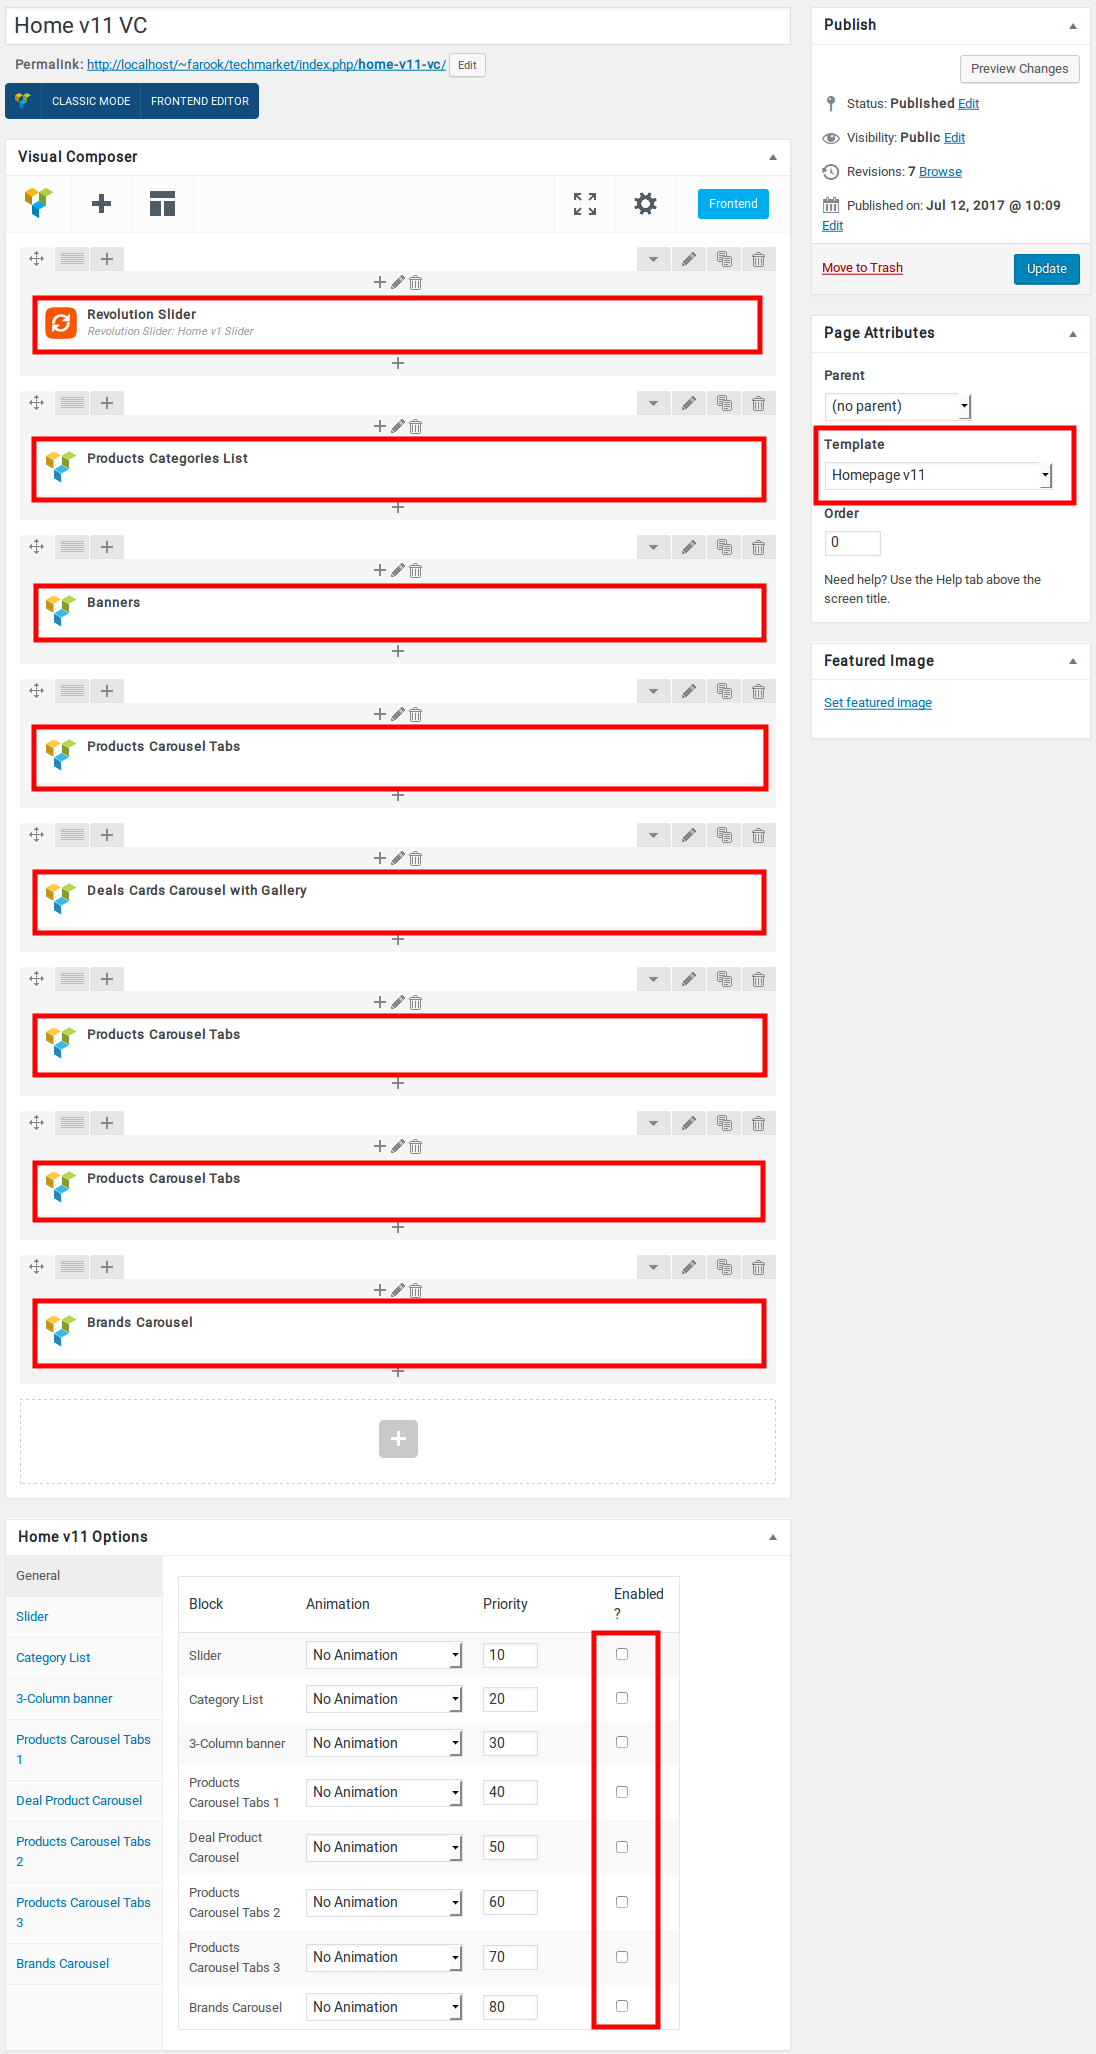 Home v11 VC
Permalink: http://localhost/~farook/techmarket/index.php/home-v11-vc/ Edit
CLASSIC MODE FRONTEND EDITOR
Visual Composer
Frontend
Revolution Slider
Revolution Slider: Home v1 Slider
Products Categories List
Banners
Products Carousel Tabs
Deals Cards Carousel with Gallery
Products Carousel Tabs
Products Carousel Tabs
Brands Carousel
Home v11 Options
General
Slider
Category List
3-Column banner
Products Carousel Tabs
1
Deal Product Carousel
Products Carousel Tabs
2
Products Carousel Tabs
3
Brands Carousel
Block Animation Priority Enabled
?
Slider No Animation 10
Category List No Animation 20
3-Column banner No Animation 30
Products
Carousel Tabs 1 No Animation 40
Deal Product
Carousel No Animation 50
Products
Carousel Tabs 2 No Animation 60
Products
Carousel Tabs 3 No Animation 70
Brands Carousel No Animation 80
Publish
Preview Changes
Status: Published Edit
Visibility: Public Edit
Revisions: 7 Browse
Published on: Jul 12, 2017 @ 10:09
Edit
Move to Trash Update
Page Attributes
Parent
(no parent)
Template
Homepage v11
Order
0
Need help? Use the Help tab above the
screen title.
Featured Image
Set featured image